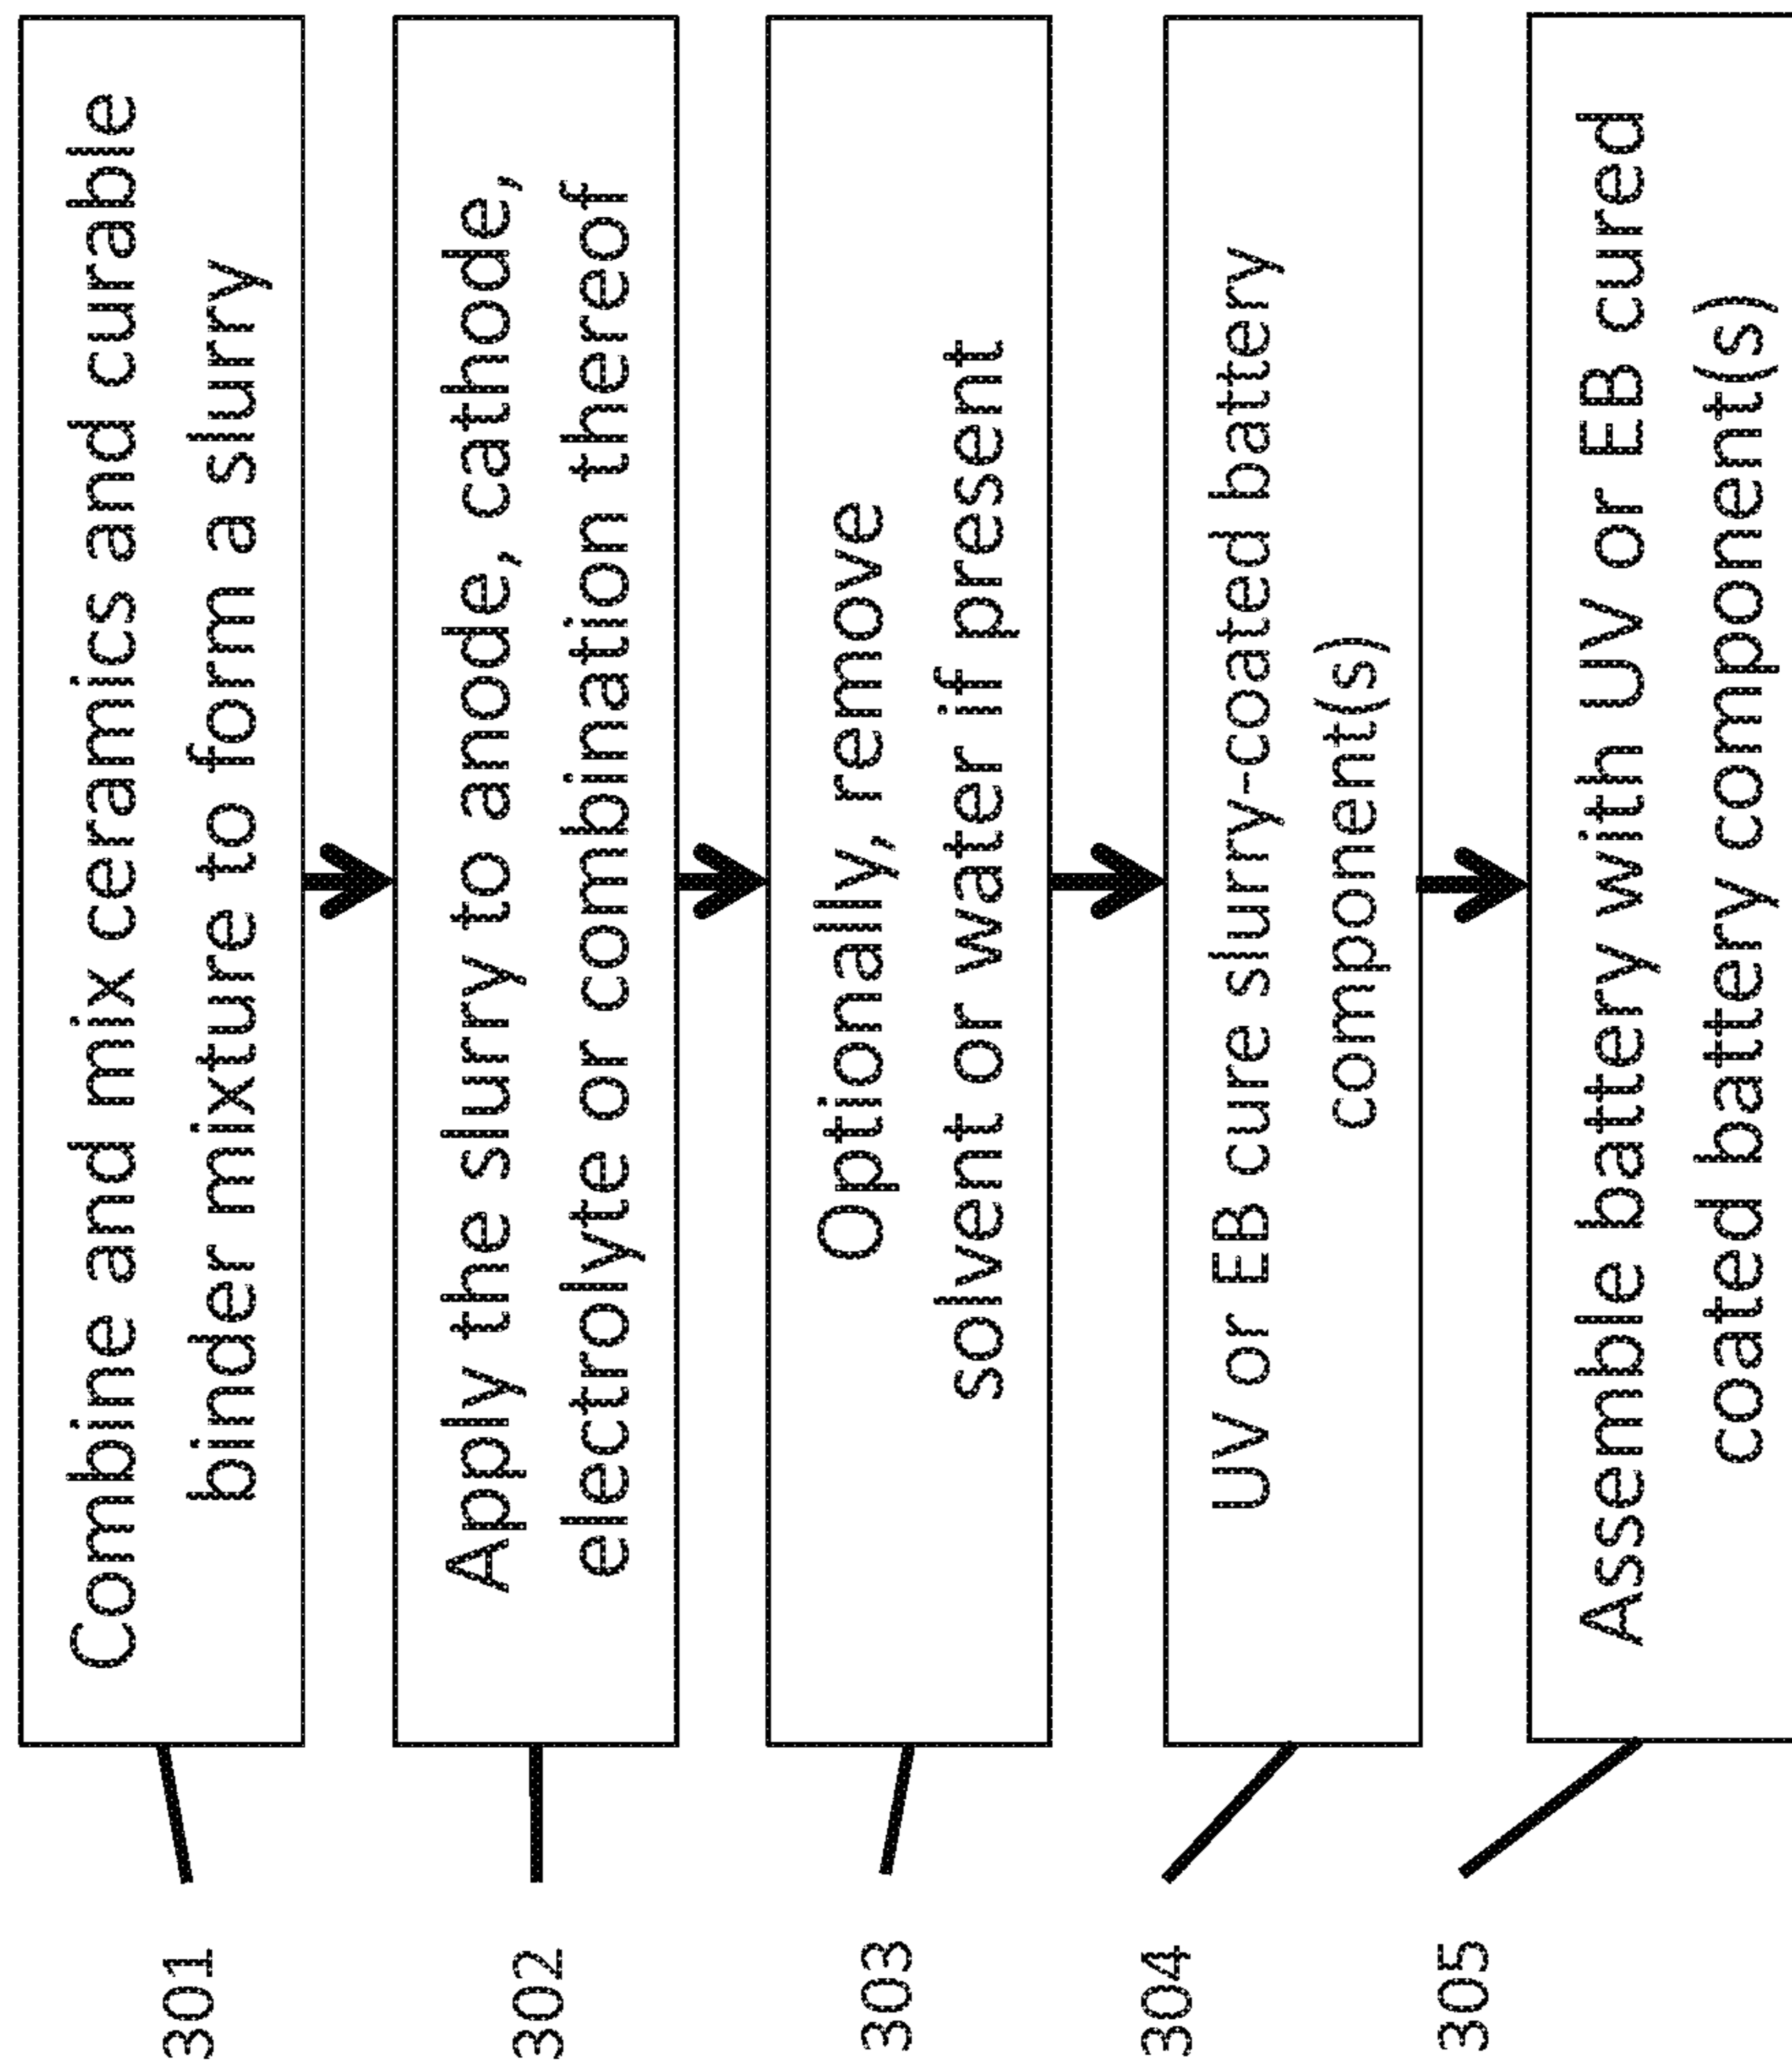 301
Combine and mix ceramics and curable
binder mixture to form a slurry
302
Apply the slurry to anode, cathode,
electrolyte or combination thereof
303
Optionally, remove
solvent or water if present
304
UV or EB cure slurry-coated battery
component(s)
305
Assemble battery with UV or EB cured
coated battery component(s)